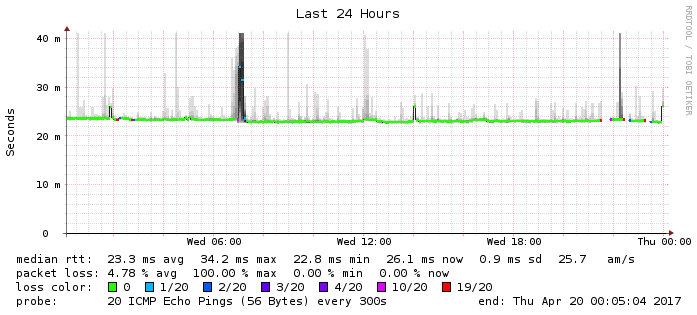 Last 24 Hours
RRDTOOL / TOBI OETIKER
Seconds
40 m
30 m
20 m
10 m
0
Wed 06:00 Wed 12:00 Wed 18:00 Thu 00:00
median rtt: 23.3 ms avg 34.2 ms max 22.8 ms min 26.1 ms now 0.9 ms sd 25.7 am/s
packet loss: 4.78 % avg 100.00 % max 0.00 % min 0.00 % now
loss color: 0 1/20 2/20 3/20 4/20 10/20 19/20
probe: 20 ICMP Echo Pings (56 Bytes) every 300s end: Thu Apr 20 00:05:04 2017